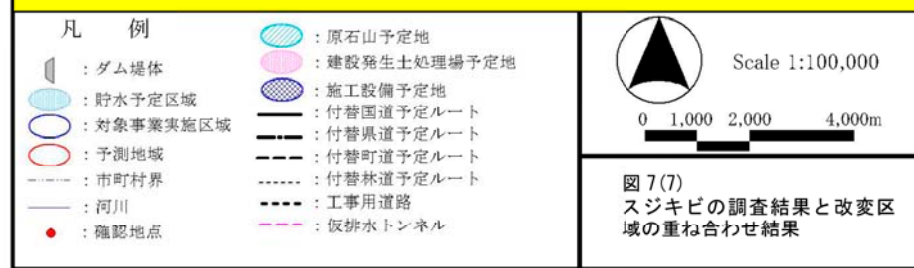 凡 例
: ダム堤体
: 貯水予定区域
: 対象事業実施区域
: 予測地域
: 市町村界
: 河川
: 確認地点
: 原石山予定地
: 建設発生土処理場予定地
: 施工設備予定地
: 付替国道予定ルート
: 付替県道予定ルート
: 付替町道予定ルート
: 付替林道予定ルート
: 工事用道路
: 仮排水トンネル
Scale 1:100,000
0 1,000 2,000 4,000m
図 7(7)
スジキビの調査結果と改変区
域の重ね合わせ結果